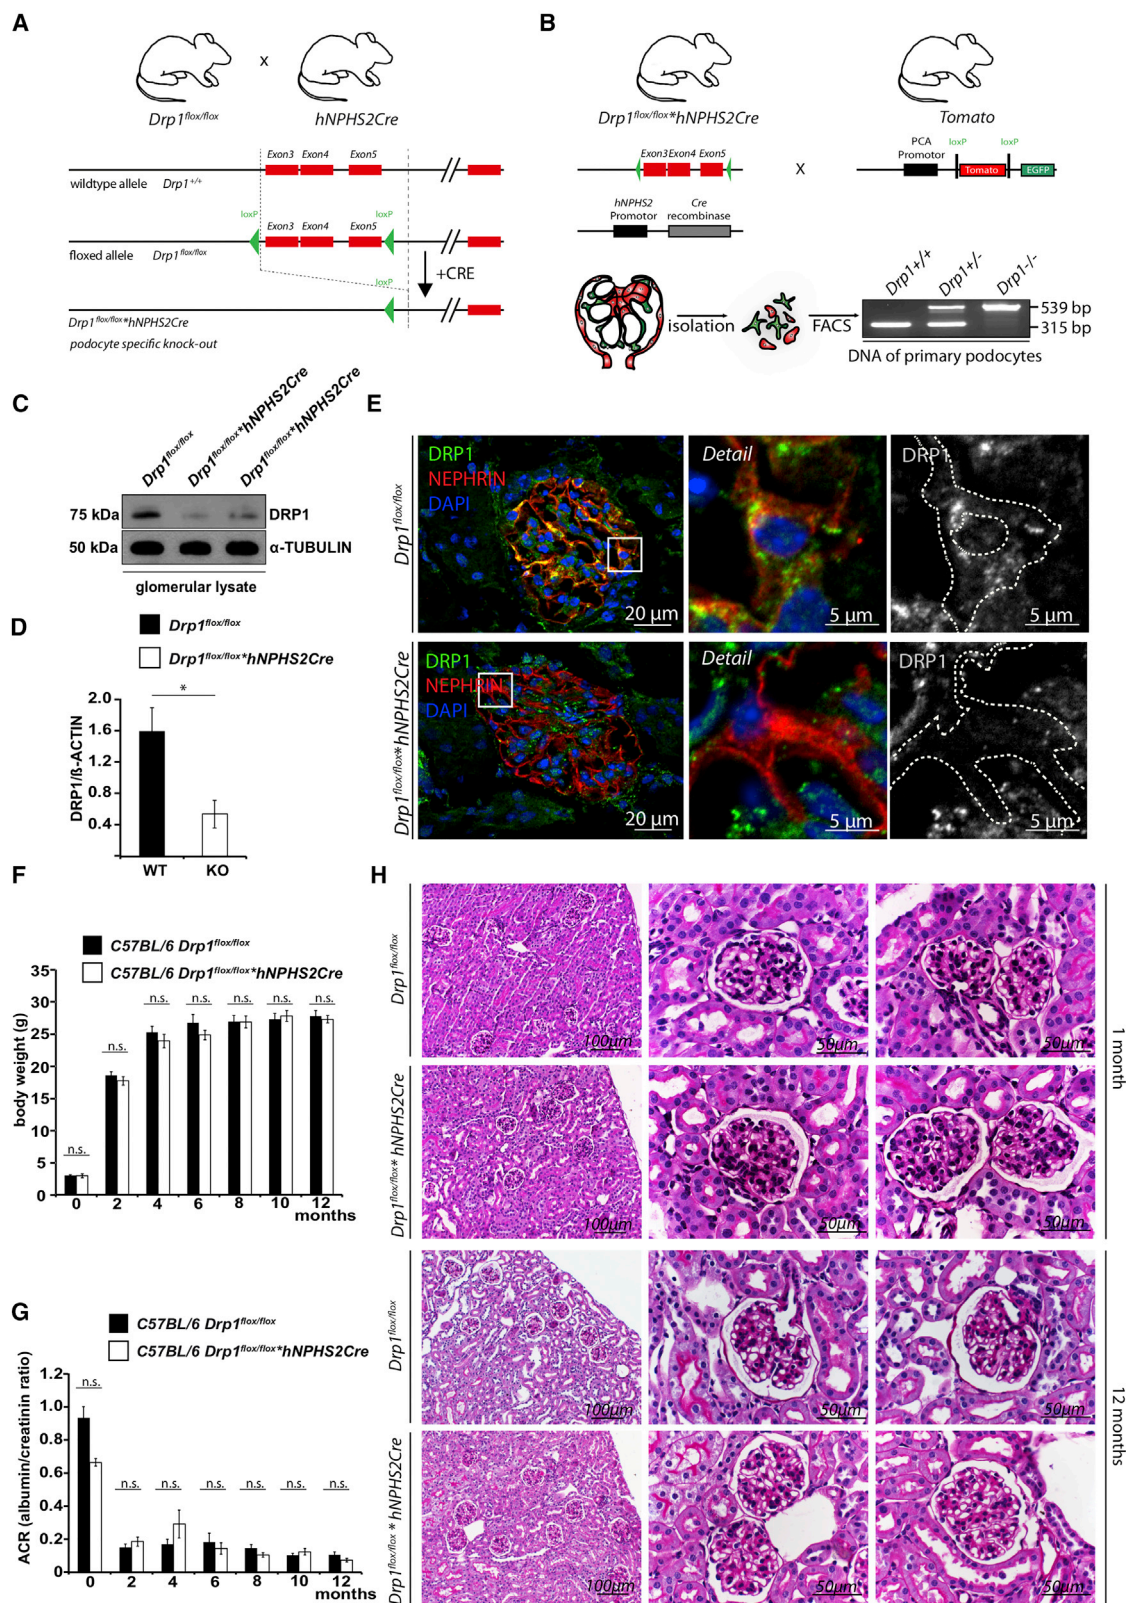 A
Drp1flox/flox
x
hNPHS2Cre
Exon3 Exon4 Exon5
wildtype allele Drp1+/+
loxP
loxP
Exon3 Exon4 Exon5
floxed allele Drp1flox/flox
+CRE
loxP
Drp1flox/flox*hNPHS2Cre
podocyte specific knock-out
B
Drp1flox/flox*hNPHS2Cre
Tomato
Exon3 Exon4 Exon5
X
PCA
Promotor
loxP
loxP
Tomato
EGFP
hNPHS2
Promotor
Cre
recombinase
isolation
FACS
Drp1+/+
Drp1+/-
Drp1-/-
539 bp
315 bp
DNA of primary podocytes
C
Drp1flox/flox
Drp1flox/flox*hNPHS2Cre
Drp1flox/flox*hNPHS2Cre
75 kDa
DRP1
50 kDa
α-TUBULIN
glomerular lysate
D
Drp1flox/flox
Drp1flox/flox*hNPHS2Cre
DRP1/ß-ACTIN
2.0
1.6
1.2
0.8
0.4
*
WT
KO
E
Drp1flox/flox
DRP1
NEPHRIN
DAPI
20 µm
Detail
5 µm
DRP1
5 µm
Drp1flox/flox*hNPHS2Cre
DRP1
NEPHRIN
DAPI
20 µm
Detail
5 µm
DRP1
5 µm
F
C57BL/6 Drp1flox/flox
C57BL/6 Drp1flox/flox*hNPHS2Cre
body weight (g)
35
30
25
20
15
10
5
0
n.s.
n.s.
n.s.
n.s.
n.s.
n.s.
n.s.
0 2 4 6 8 10 12
months
G
C57BL/6 Drp1flox/flox
C57BL/6 Drp1flox/flox*hNPHS2Cre
ACR (albumin/creatinin ratio)
1.2
1.0
0.8
0.6
0.4
0.2
0
n.s.
n.s.
n.s.
n.s.
n.s.
n.s.
n.s.
0 2 4 6 8 10 12
months
H
Drp1flox/flox
100µm
50µm
50µm
Drp1flox/flox* hNPHS2Cre
100µm
50µm
50µm
1 month
Drp1flox/flox
100µm
50µm
50µm
Drp1flox/flox * hNPHS2Cre
100µm
50µm
50µm
12 months